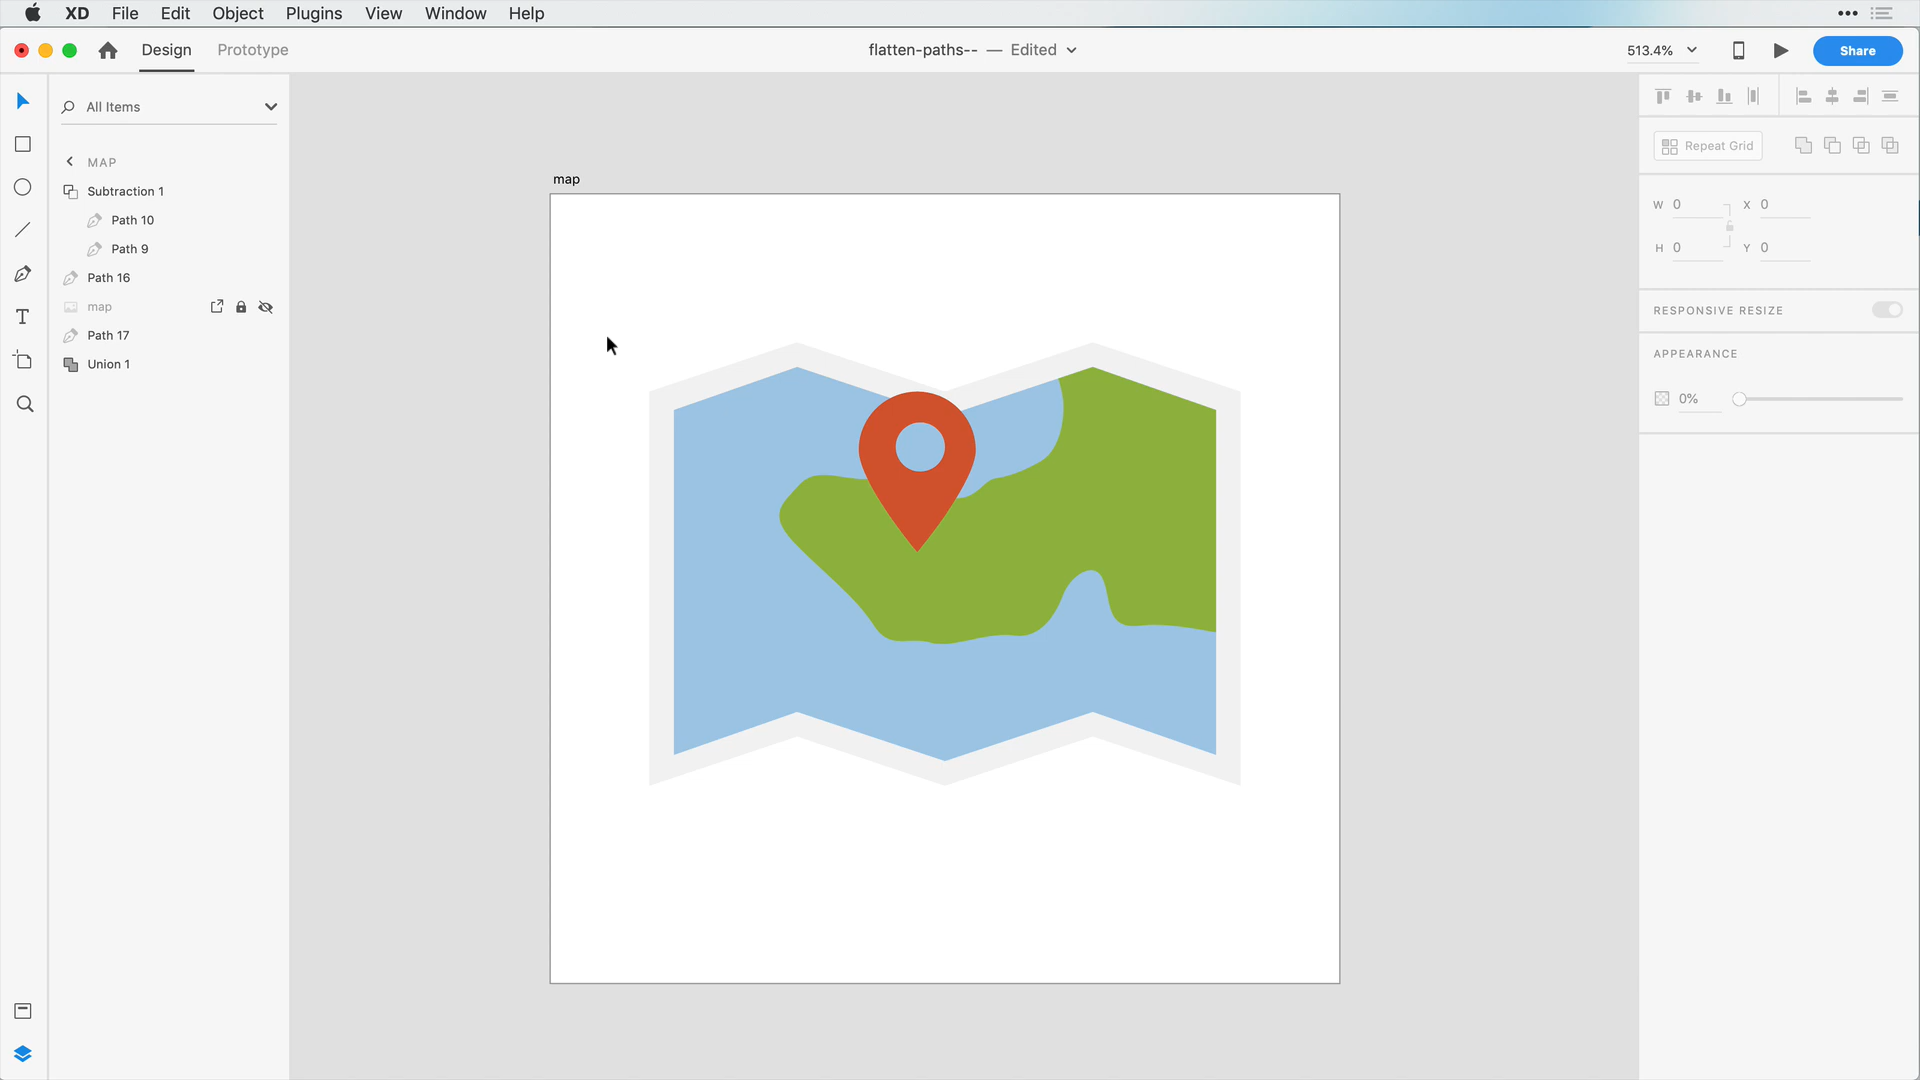 XD File Edit Object Plugins View Window Help
Design Prototype flatten-paths-- — Edited 513.4% Share
All Items
MAP
Subtraction 1
Path 10
Path 9
Path 16
map
Path 17
Union 1
map
Repeat Grid
W 0 X 0
H 0 Y 0
RESPONSIVE RESIZE
APPEARANCE
0%